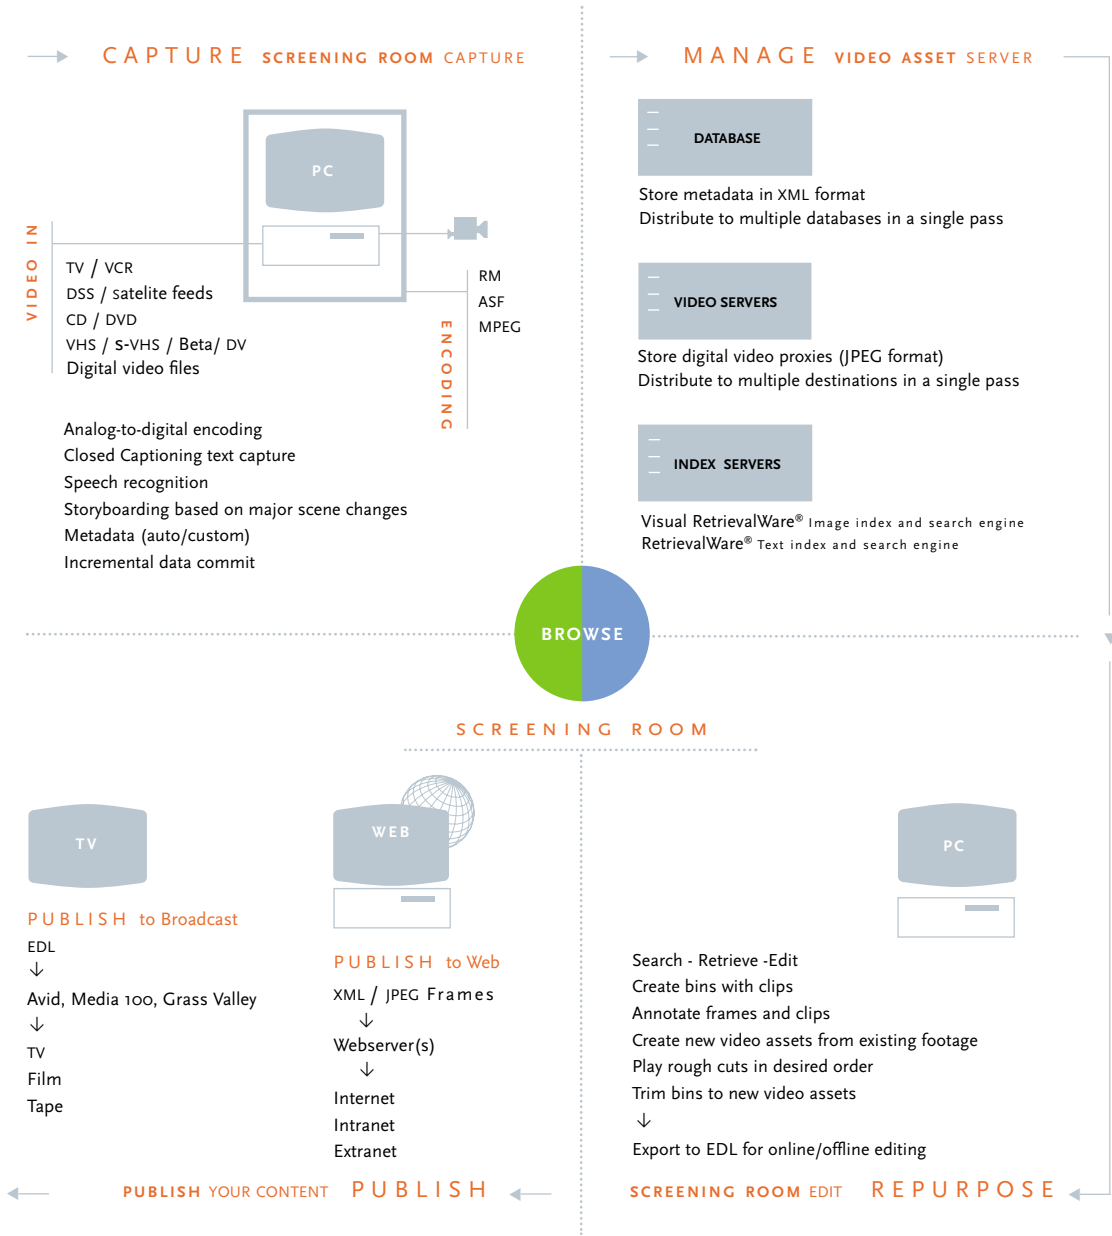 CAPTURE SCREENING ROOM CAPTURE
PC
VIDEO IN
TV / VCR
DSS / satelite feeds
CD / DVD
VHS / s-VHS / Beta/ DV
Digital video files
ENCODING
RM
ASF
MPEG
Analog-to-digital encoding
Closed Captioning text capture
Speech recognition
Storyboarding based on major scene changes
Metadata (auto/custom)
Incremental data commit
MANAGE VIDEO ASSET SERVER
DATABASE
Store metadata in XML format
Distribute to multiple databases in a single pass
VIDEO SERVERS
Store digital video proxies (JPEG format)
Distribute to multiple destinations in a single pass
INDEX SERVERS
Visual RetrievalWare® Image index and search engine
RetrievalWare® Text index and search engine
BROWSE
SCREENING ROOM
TV
PUBLISH to Broadcast
EDL
↓
Avid, Media 100, Grass Valley
↓
TV
Film
Tape
WEB
PUBLISH to Web
XML / JPEG Frames
↓
Webserver(s)
↓
Internet
Intranet
Extranet
PUBLISH YOUR CONTENT PUBLISH
PC
Search - Retrieve -Edit
Create bins with clips
Annotate frames and clips
Create new video assets from existing footage
Play rough cuts in desired order
Trim bins to new video assets
↓
Export to EDL for online/offline editing
SCREENING ROOM EDIT REPURPOSE